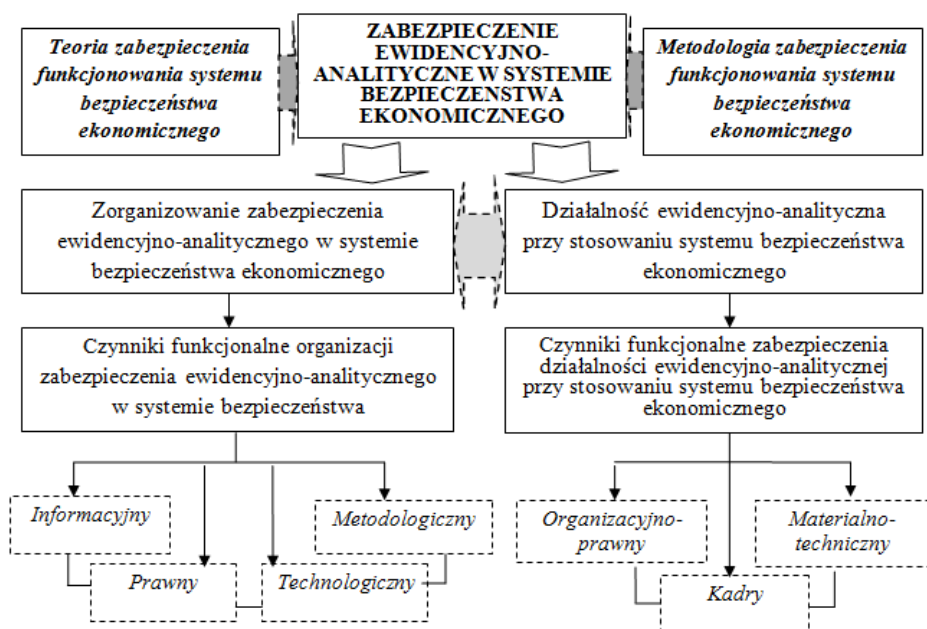 Teoria zabezpieczenia
funkcjonowania systemu
bezpieczeństwa
ekonomicznego
ZABEZPIECZENIE
EWIDENCYJNO-
ANALITYCZNE W SYSTEMIE
BEZPIECZENSTWA
EKONOMICZNEGO
Metodologia zabezpieczenia
funkcjonowania systemu
bezpieczeństwa
ekonomicznego
Zorganizowanie zabezpieczenia
ewidencyjno-analitycznego w systemie
bezpieczeństwa ekonomicznego
Działalność ewidencyjno-analityczna
przy stosowaniu systemu bezpieczeństwa
ekonomicznego
Czynniki funkcjonalne organizacji
zabezpieczenia ewidencyjno-analitycznego
w systemie bezpieczeństwa
Czynniki funkcjonalne zabezpieczenia
działalności ewidencyjno-analitycznej
przy stosowaniu systemu bezpieczeństwa
ekonomicznego
Informacyjny
Prawny
Technologiczny
Metodologiczny
Organizacyjno-
prawny
Kadry
Materialno-
techniczny